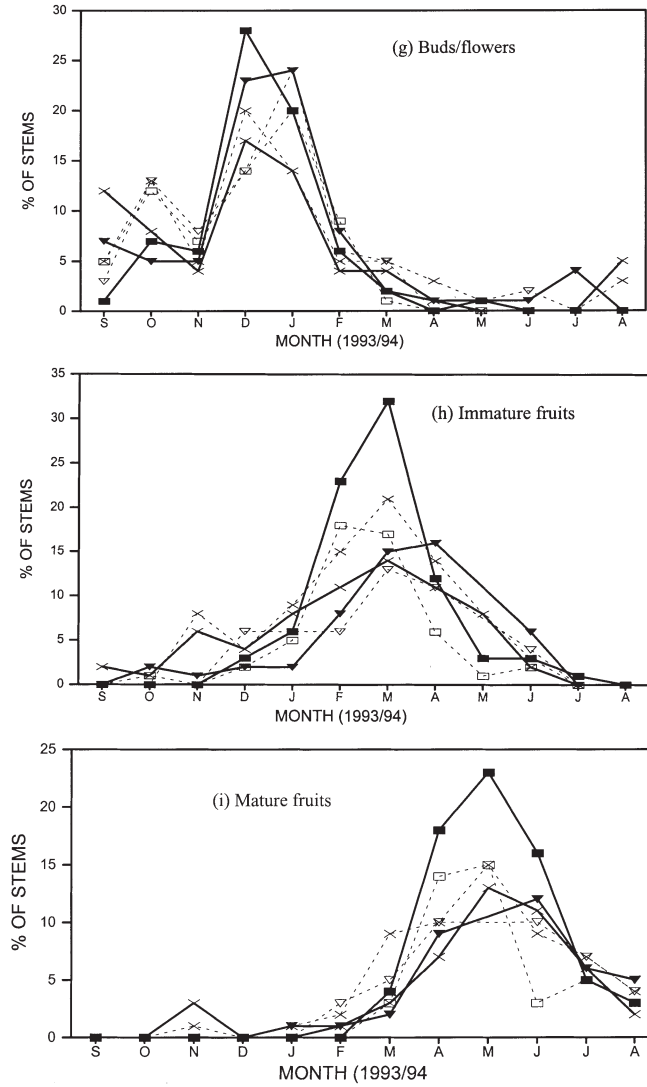 (g) Buds/flowers
30
25
20
15
10
5
0
% OF STEMS
S O N D J F M A M J J A
MONTH (1993/94)
(h) Immature fruits
35
30
25
20
15
10
5
0
% OF STEMS
S O N D J F M A M J J A
MONTH (1993/94)
(i) Mature fruits
25
20
15
10
5
0
% OF STEMS
S O N D J F M A M J J A
MONTH (1993/94